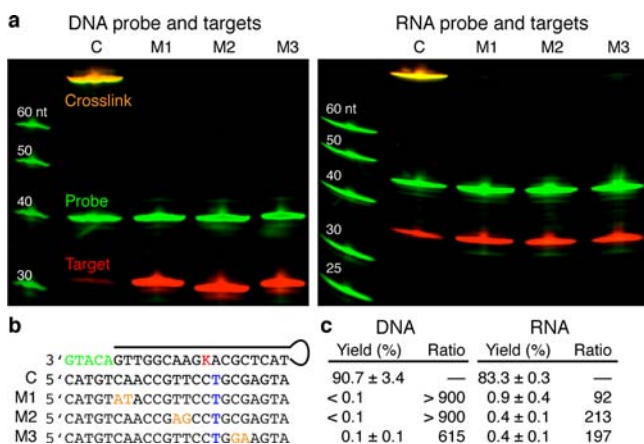 a DNA probe and targets RNA probe and targets
C M1 M2 M3 C M1 M2 M3
Crosslink
60 nt 60 nt
50 50
40 Probe 40
30 Target 30
25
b c DNA RNA
3 'GTACAGTTGGCAAGKACGCTCAT Yield (%) Ratio Yield (%) Ratio
C 5 'CATGTCAACCGTTCCTGCGAGTA 90.7 ± 3.4 — 83.3 ± 0.3 —
M1 5 'CATGTATACCGTTCCTGCGAGTA < 0.1 > 900 0.9 ± 0.4 92
M2 5 'CATGTCAACCGAGCCTGCGAGTA < 0.1 > 900 0.4 ± 0.1 213
M3 5 'CATGTCAACCGTTCCTGGAAGTA 0.1 ± 0.1 615 0.4 ± 0.1 197